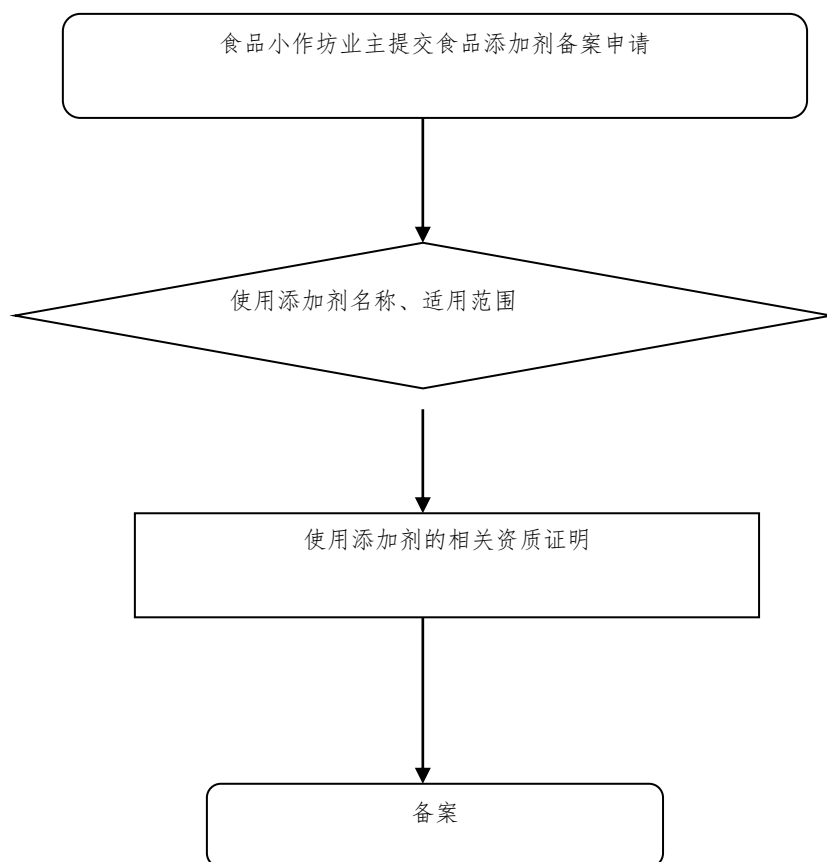 食品小作坊业主提交食品添加剂备案申请
使用添加剂名称、适用范围
使用添加剂的相关资质证明
备案